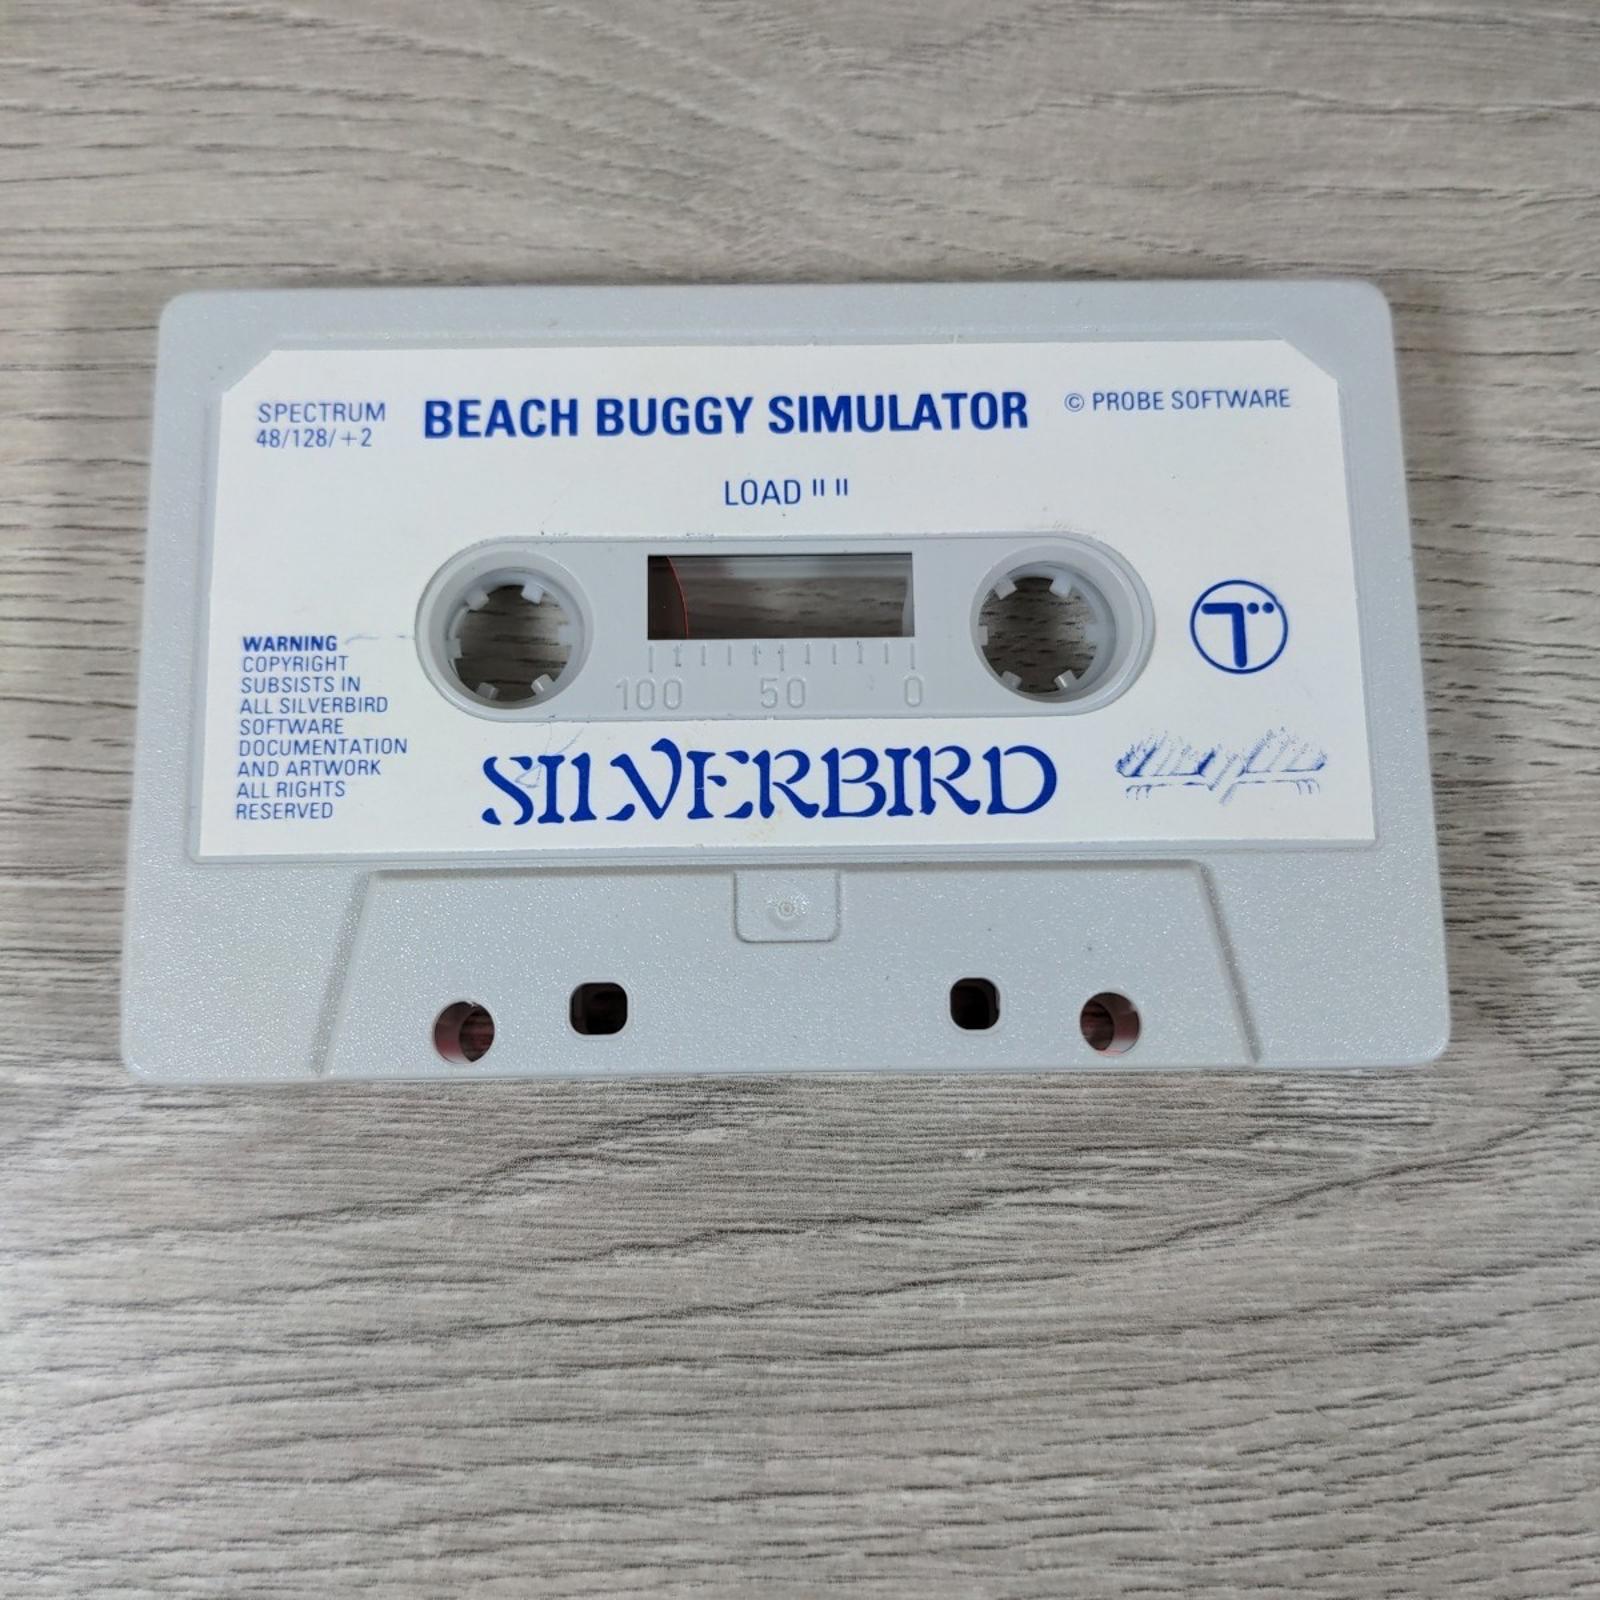 SPECTRUM
48/128/+2
BEACH BUGGY SIMULATOR
© PROBE SOFTWARE
LOAD " "
100 50 0
WARNING
COPYRIGHT
SUBSISTS IN
ALL SILVERBIRD
SOFTWARE
DOCUMENTATION
AND ARTWORK
ALL RIGHTS
RESERVED
SILVERBIRD